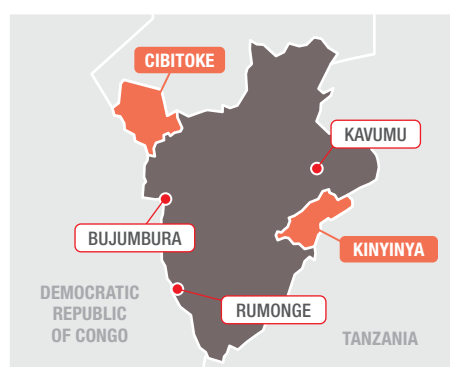 CIBITOKE
KAVUMU
BUJUMBURA
KINYINYA
DEMOCRATIC
REPUBLIC
OF CONGO
RUMONGE
TANZANIA